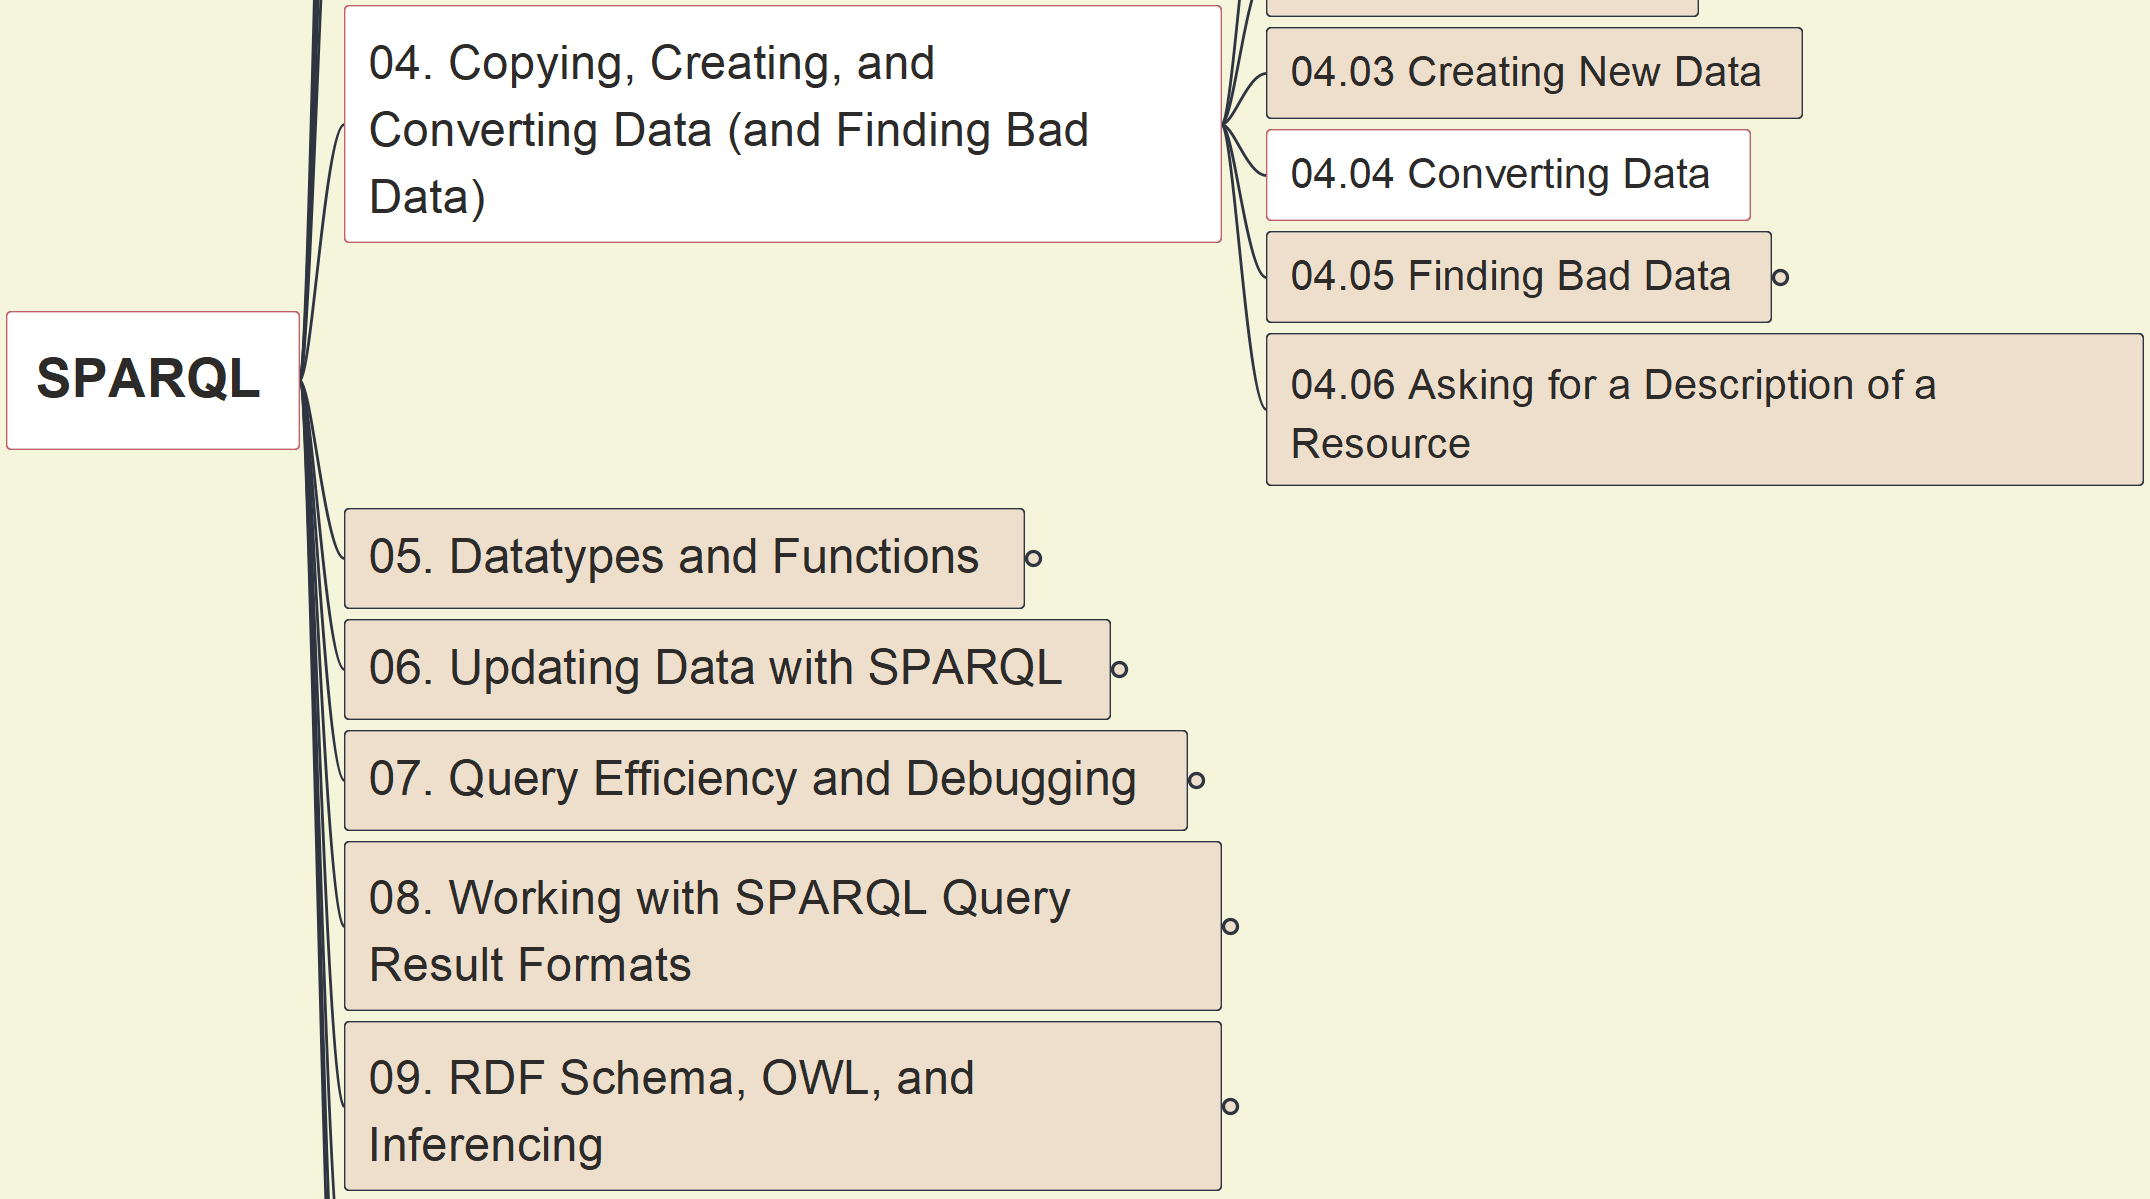 04. Copying, Creating, and
Converting Data (and Finding Bad
Data)
04.03 Creating New Data
04.04 Converting Data
04.05 Finding Bad Data
04.06 Asking for a Description of a
Resource
SPARQL
05. Datatypes and Functions
06. Updating Data with SPARQL
07. Query Efficiency and Debugging
08. Working with SPARQL Query
Result Formats
09. RDF Schema, OWL, and
Inferencing